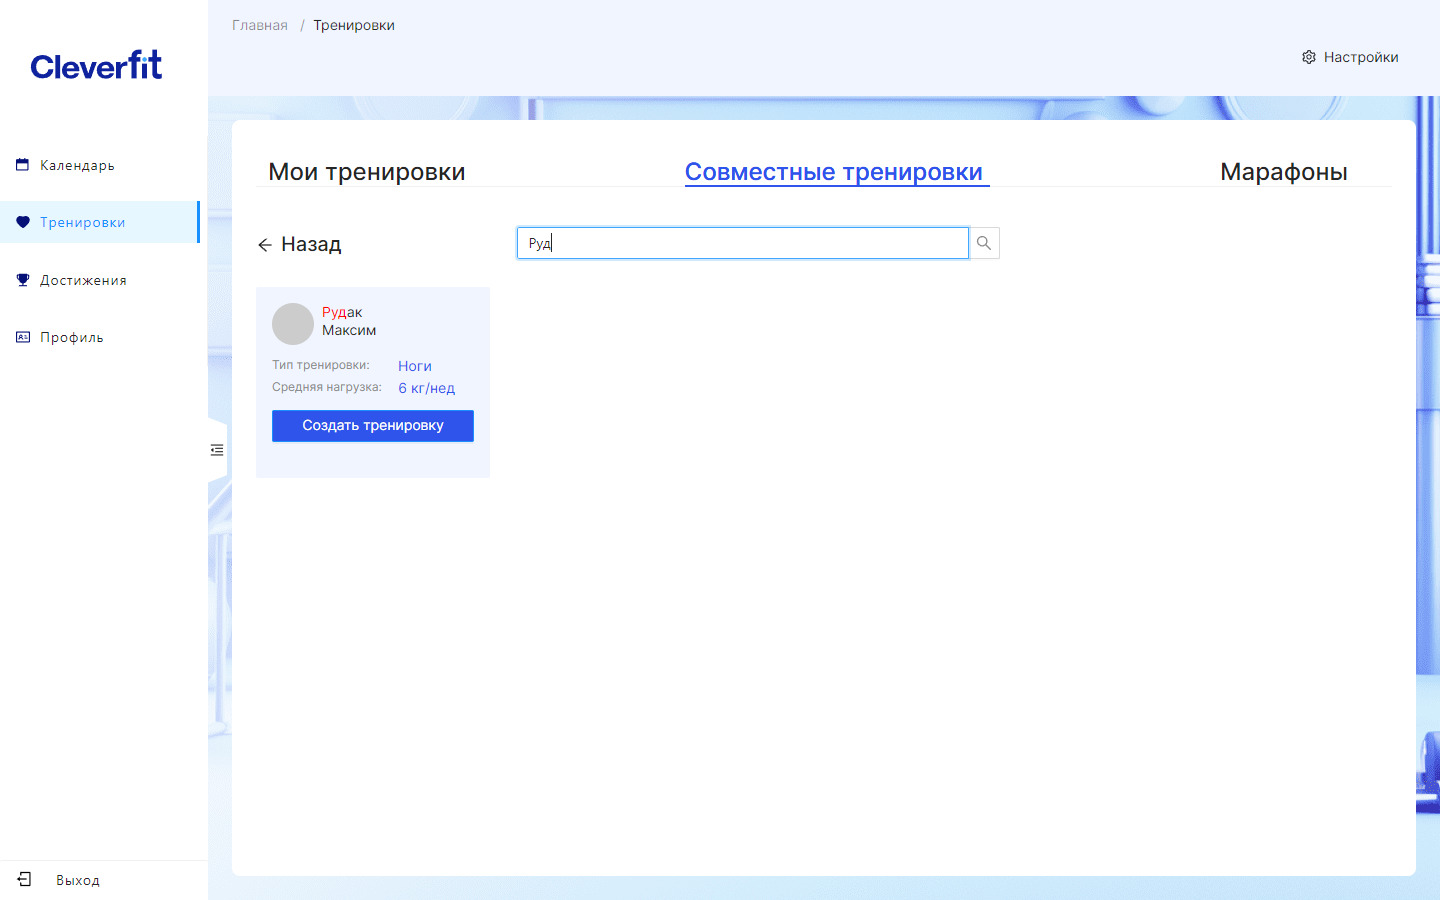 Главная / Тренировки
Настройки
Cleverfit
Календарь
Тренировки
Достижения
Профиль
Выход
Мои тренировки
Совместные тренировки
Марафоны
Назад
Руд
Рудак
Максим
Тип тренировки: Ноги
Средняя нагрузка: 6 кг/нед
Создать тренировку